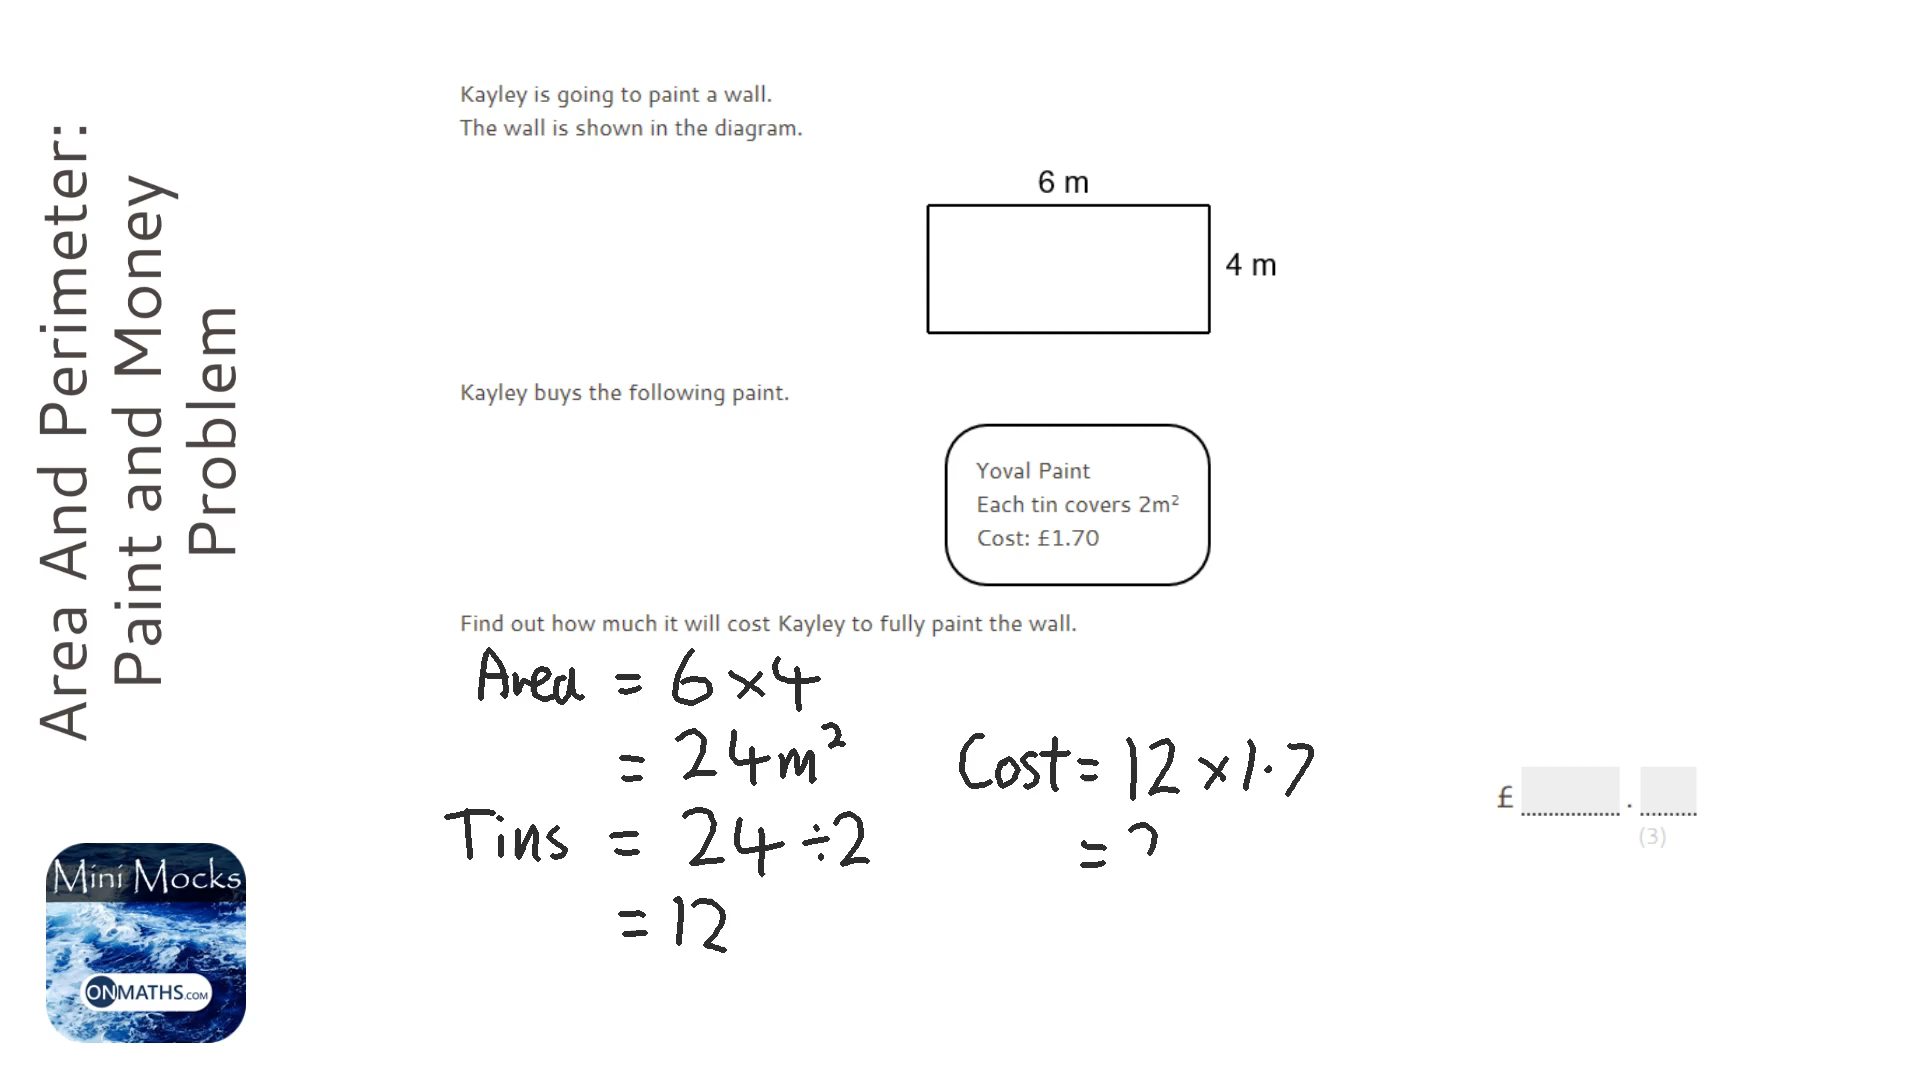 Area And Perimeter:
Paint and Money
Problem
Kayley is going to paint a wall.
The wall is shown in the diagram.
6 m
4 m
Kayley buys the following paint.
Yoval Paint
Each tin covers 2m²
Cost: £1.70
Find out how much it will cost Kayley to fully paint the wall.
Area = 6 × 4
= 24m²
Tins = 24 ÷ 2
= 12
Cost = 12 × 1.7
=
£ .
(3)
Mini Mocks
ONMATHS.COM